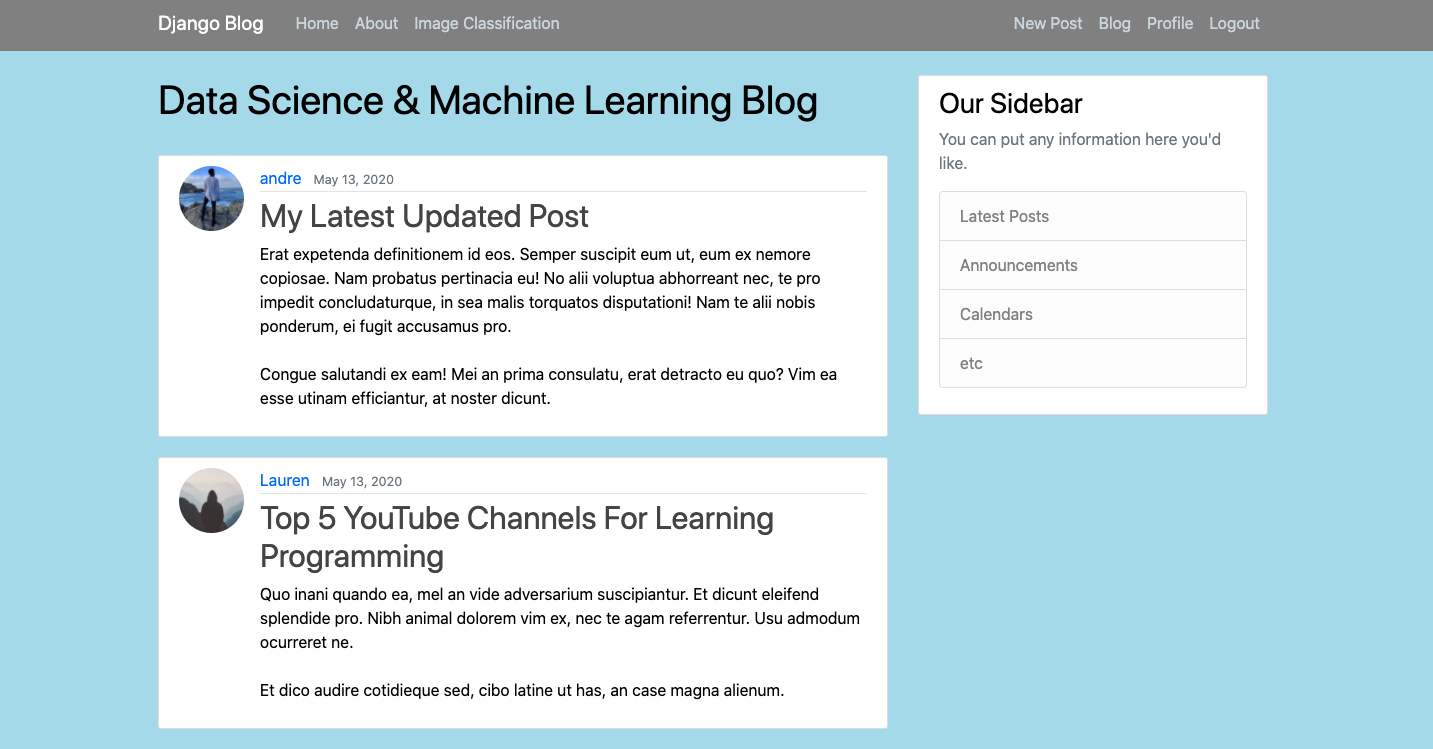 Django Blog Home About Image Classification New Post Blog Profile Logout
Data Science & Machine Learning Blog
andre May 13, 2020
My Latest Updated Post
Erat expetenda definitionem id eos. Semper suscipit eum ut, eum ex nemore
copiosae. Nam probatus pertinacia eu! No alii voluptua abhorreant nec, te pro
impedit concludaturque, in sea malis torquatos disputationi! Nam te alii nobis
ponderum, ei fugit accusamus pro.
Congue salutandi ex eam! Mei an prima consulatu, erat detracto eu quo? Vim ea
esse utinam efficiantur, at noster dicunt.
Lauren May 13, 2020
Top 5 YouTube Channels For Learning
Programming
Quo inani quando ea, mel an vide adversarium suscipiantur. Et dicunt eleifend
splendide pro. Nibh animal dolorem vim ex, nec te agam referrentur. Usu admodum
ocurreret ne.
Et dico audire cotidieque sed, cibo latine ut has, an case magna alienum.
Our Sidebar
You can put any information here you'd
like.
Latest Posts
Announcements
Calendars
etc